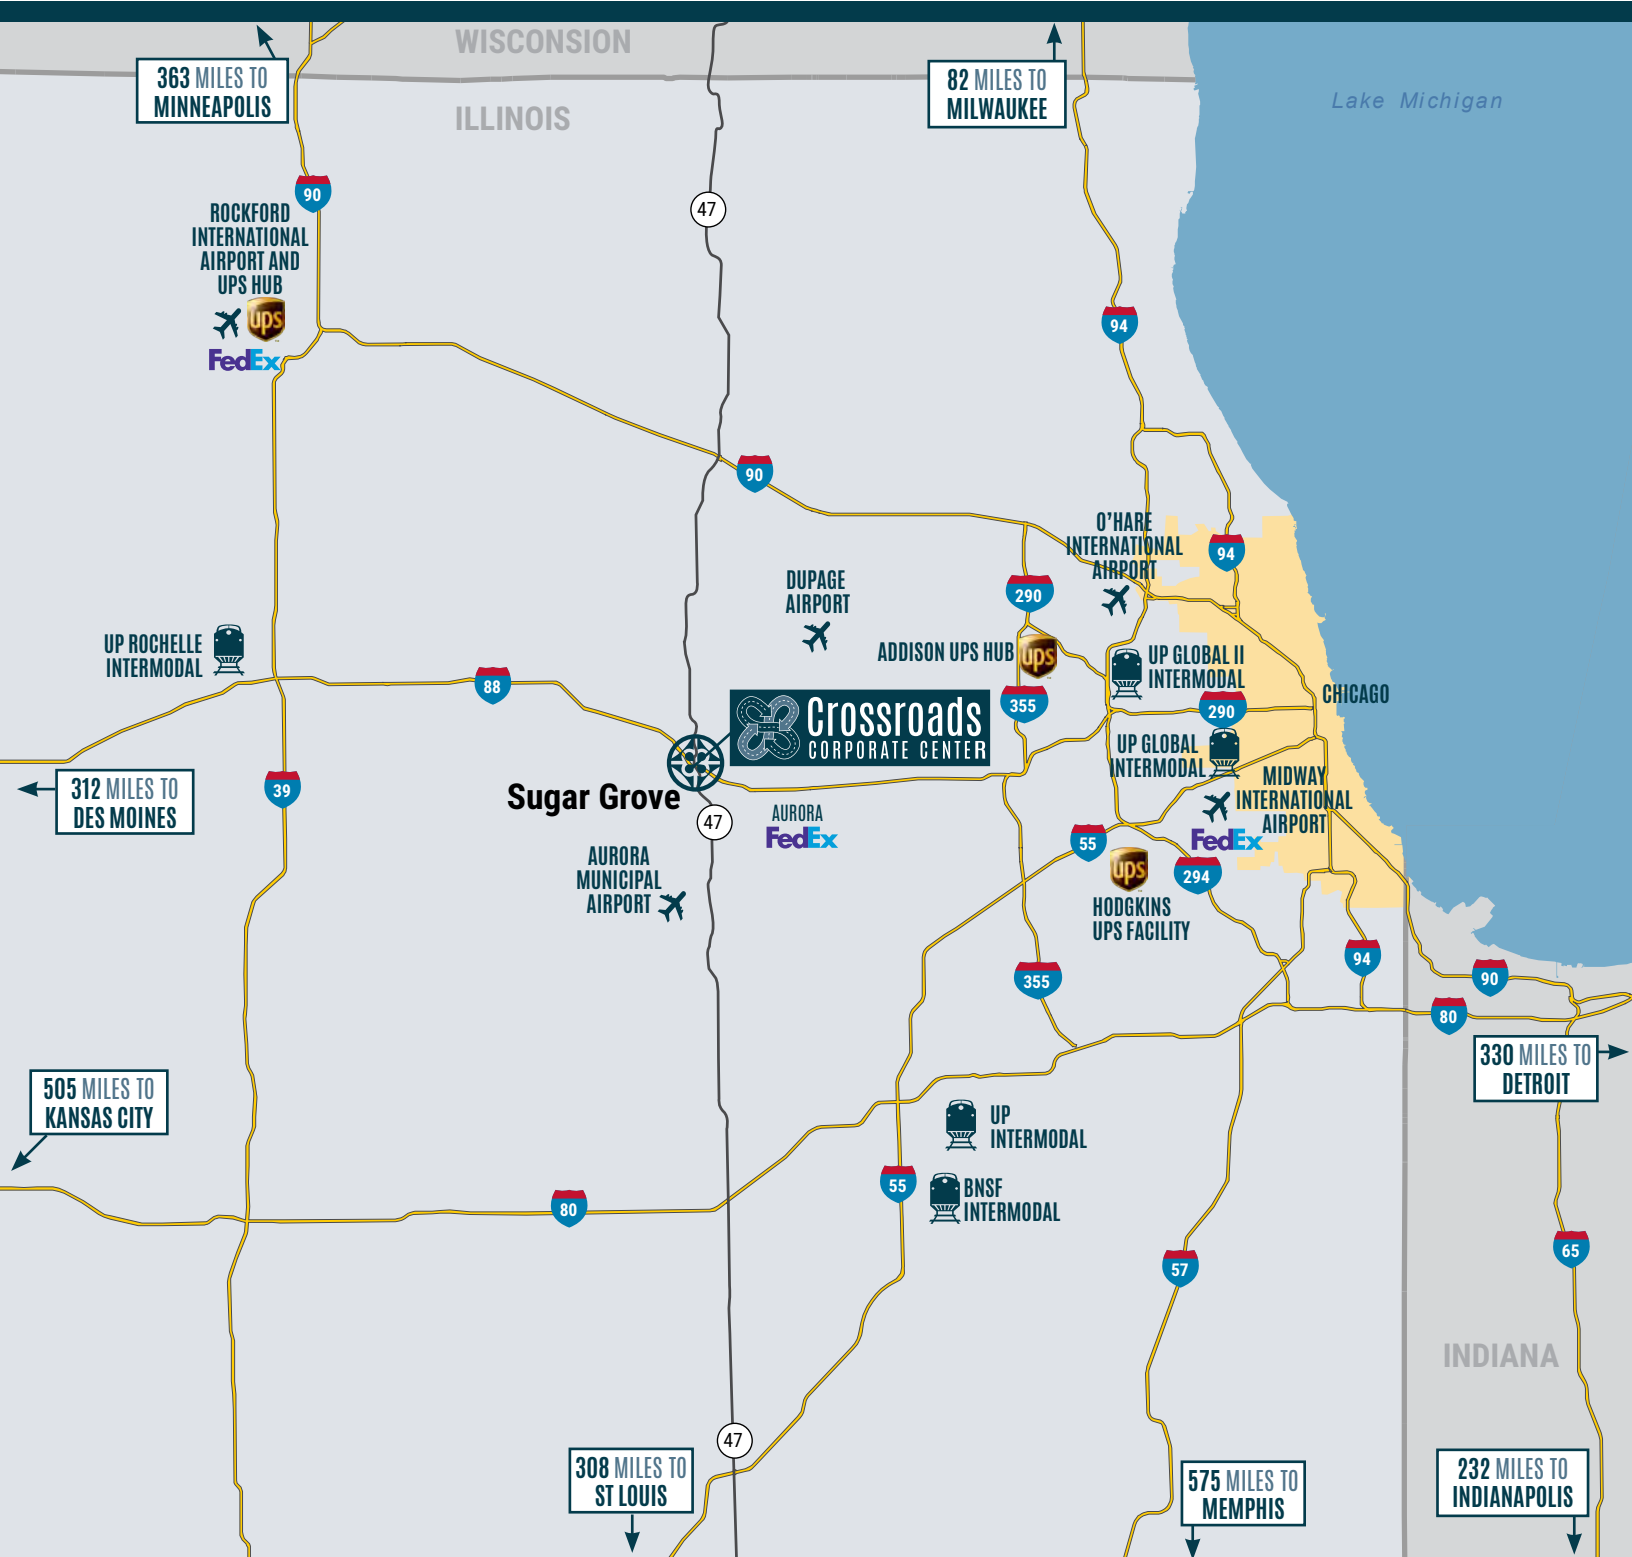 WISCONSION
363 MILES TO
MINNEAPOLIS
82 MILES TO
MILWAUKEE
Lake Michigan
ILLINOIS
90
47
ROCKFORD
INTERNATIONAL
AIRPORT AND
UPS HUB
ups
FedEx
94
90
O'HARE
INTERNATIONAL
AIRPORT
94
DUPAGE
AIRPORT
290
UP ROCHELLE
INTERMODAL
ADDISON UPS HUB
ups
UP GLOBAL II
INTERMODAL
88
CHICAGO
355
290
Crossroads
CORPORATE CENTER
UP GLOBAL
INTERMODAL
312 MILES TO
DES MOINES
39
Sugar Grove
47
AURORA
FedEx
MIDWAY
INTERNATIONAL
AIRPORT
FedEx
55
ups
294
AURORA
MUNICIPAL
AIRPORT
HODGKINS
UPS FACILITY
94
355
90
80
330 MILES TO
DETROIT
505 MILES TO
KANSAS CITY
UP
INTERMODAL
55
BNSF
INTERMODAL
80
65
57
INDIANA
47
308 MILES TO
ST LOUIS
575 MILES TO
MEMPHIS
232 MILES TO
INDIANAPOLIS